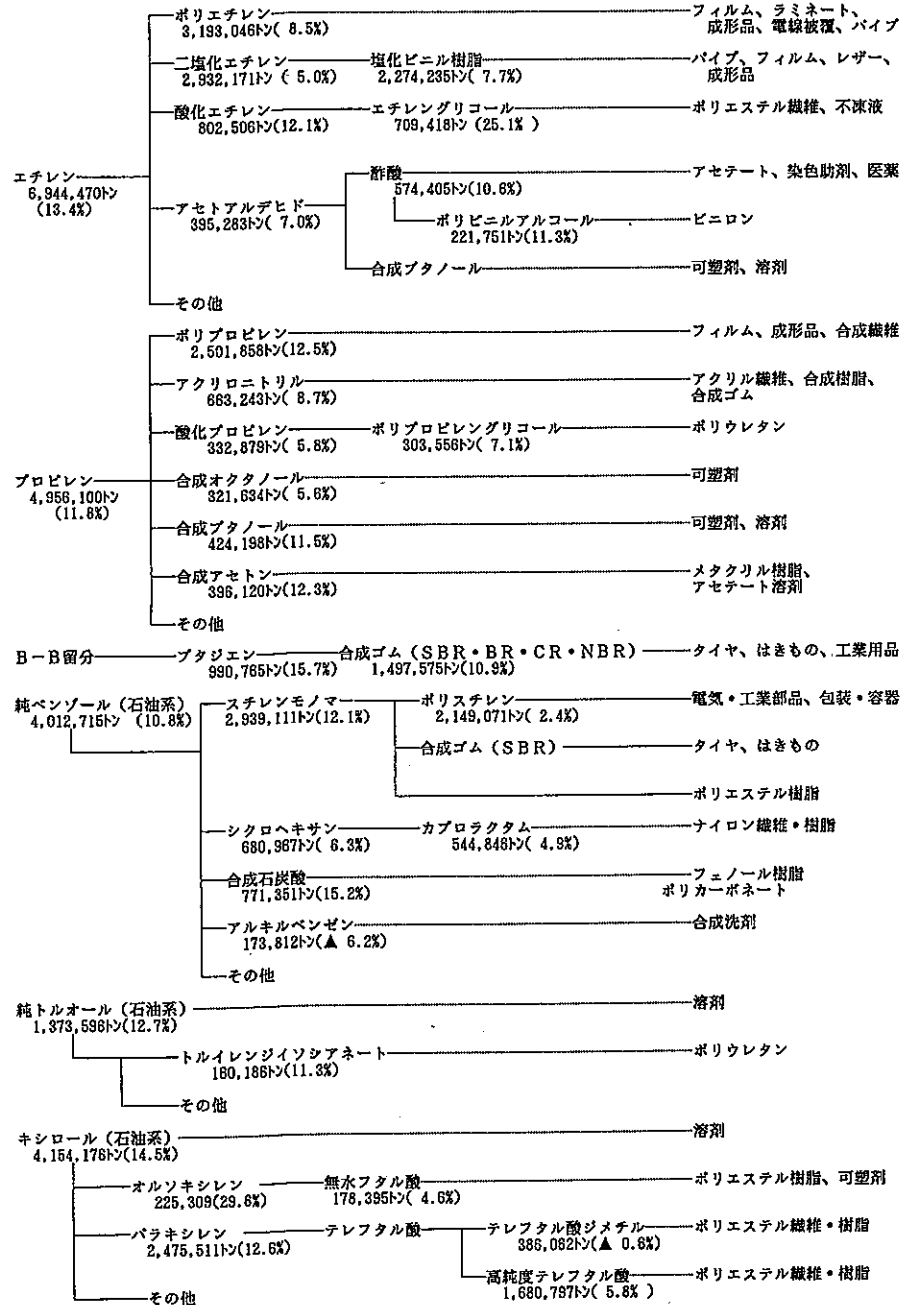 ポリエチレン フィルム、ラミネート、
3,193,046トン( 8.5%) 成形品、電線被覆、パイプ
二塩化エチレン 塩化ビニル樹脂 パイプ、フィルム、レザー、
2,932,171トン ( 5.0%) 2,274,235トン( 7.7%) 成形品
酸化エチレン エチレングリコール ポリエステル繊維、不凍液
802,506トン(12.1%) 709,418トン (25.1% )
エチレン
6,944,470トン
(13.4%)
酢酸 アセテート、染色助剤、医薬
574,405トン(10.6%)
アセトアルデヒド
395,283トン( 7.0%)
ポリビニルアルコール ビニロン
221,751トン(11.3%)
合成ブタノール 可塑剤、溶剤
その他
ポリプロピレン フィルム、成形品、合成繊維
2,501,858トン(12.5%)
アクリロニトリル アクリル繊維、合成樹脂、
663,243トン( 8.7%) 合成ゴム
酸化プロピレン ポリプロピレングリコール ポリウレタン
332,879トン( 5.8%) 303,556トン( 7.1%)
プロピレン 合成オクタノール 可塑剤
4,956,100トン 321,634トン( 5.6%)
(11.8%)
合成ブタノール 可塑剤、溶剤
424,198トン(11.5%)
合成アセトン メタクリル樹脂、
396,120トン(12.3%) アセテート溶剤
その他
B-B留分 ブタジエン 合成ゴム(SBR・BR・CR・NBR) タイヤ、はきもの、工業用品
990,765トン(15.7%) 1,497,575トン(10.9%)
純ベンゾール(石油系) スチレンモノマ ポリスチレン 電気・工業部品、包装・容器
4,012,715トン (10.8%) 2,939,111トン(12.1%) 2,149,071トン( 2.4%)
合成ゴム(SBR) タイヤ、はきもの
ポリエステル樹脂
シクロヘキサン カプロラクタム ナイロン繊維・樹脂
680,967トン( 6.3%) 544,848トン( 4.9%)
合成石炭酸 フェノール樹脂
771,351トン(15.2%) ポリカーボネート
アルキルベンゼン 合成洗剤
173,812トン(▲ 6.2%)
その他
純トルオール(石油系) 溶剤
1,373,596トン(12.7%)
トルイレンジイソシアネート ポリウレタン
160,186トン(11.3%)
その他
キシロール(石油系) 溶剤
4,154,176トン(14.5%)
オルソキシレン 無水フタル酸 ポリエステル樹脂、可塑剤
225,309(29.6%) 178,395トン( 4.6%)
パラキシレン テレフタル酸 テレフタル酸ジメチル ポリエステル繊維・樹脂
2,475,511トン(12.6%) 386,062トン(▲ 0.6%)
高純度テレフタル酸 ポリエステル繊維・樹脂
1,680,797トン( 5.8% )
その他